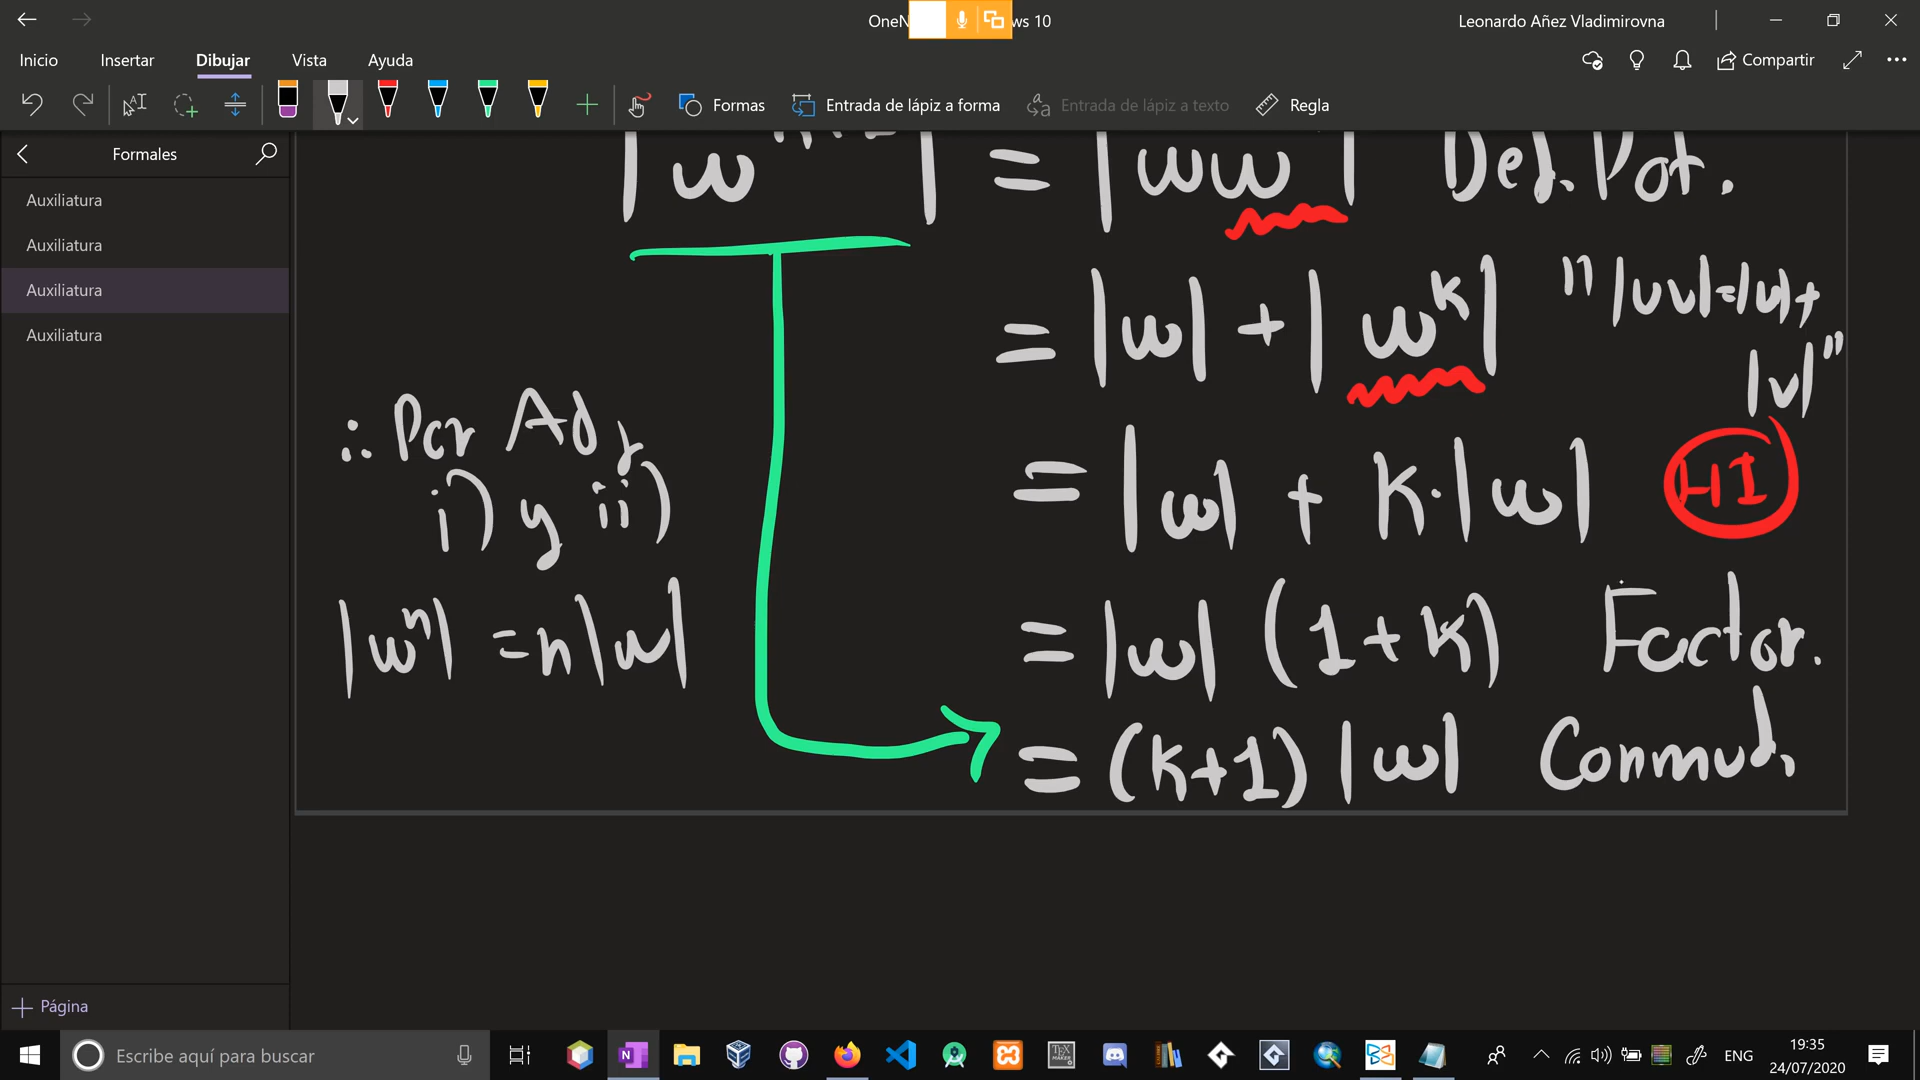 OneN
ws 10
Leonardo Añez Vladimirovna
Inicio
Insertar
Dibujar
Vista
Ayuda
Compartir
Formas
Entrada de lápiz a forma
Entrada de lápiz a texto
Regla
Formales
Auxiliatura
Auxiliatura
Auxiliatura
Auxiliatura
= |ww | Def. Pot.
= |w| + |w^k| "|uv|=|u|+
|v|"
= |w| + k·|w| HI
= |w| (1+k) Factor.
= (k+1) |w| Conmud.
∴ Por Ad
i) y ii)
|w^n| = n|w|
Página
Escribe aquí para buscar
ENG
19:35
24/07/2020